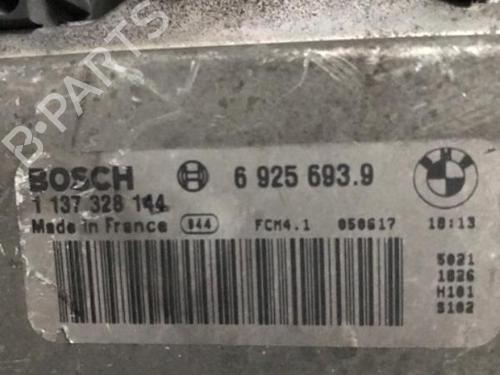 B-PARTS
BOSCH 6 925 693.9
1 137 328 144
Made in France 944 FCM4.1 050617 18:13
5021
1826
H101
S102